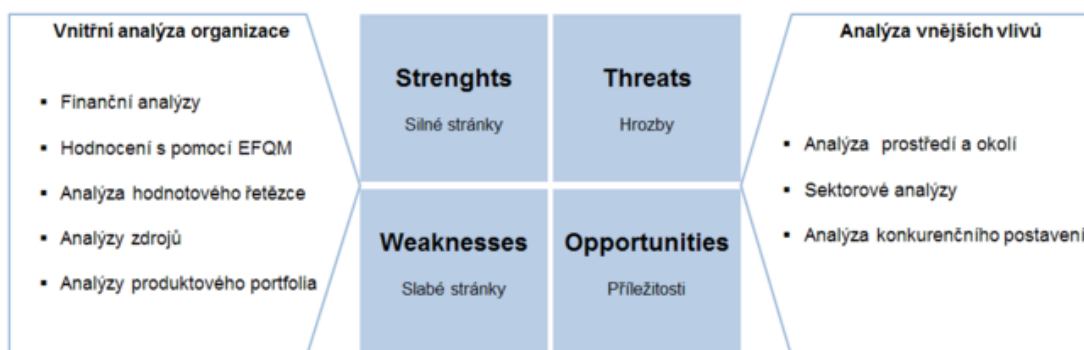 Vnitřní analýza organizace
▪ Finanční analýzy
▪ Hodnocení s pomocí EFQM
▪ Analýza hodnotového řetězce
▪ Analýzy zdrojů
▪ Analýzy produktového portfolia
Strenghts
Silné stránky
Threats
Hrozby
Weaknesses
Slabé stránky
Opportunities
Příležitosti
Analýza vnějších vlivů
▪ Analýza prostředí a okolí
▪ Sektorové analýzy
▪ Analýza konkurenčního postavení